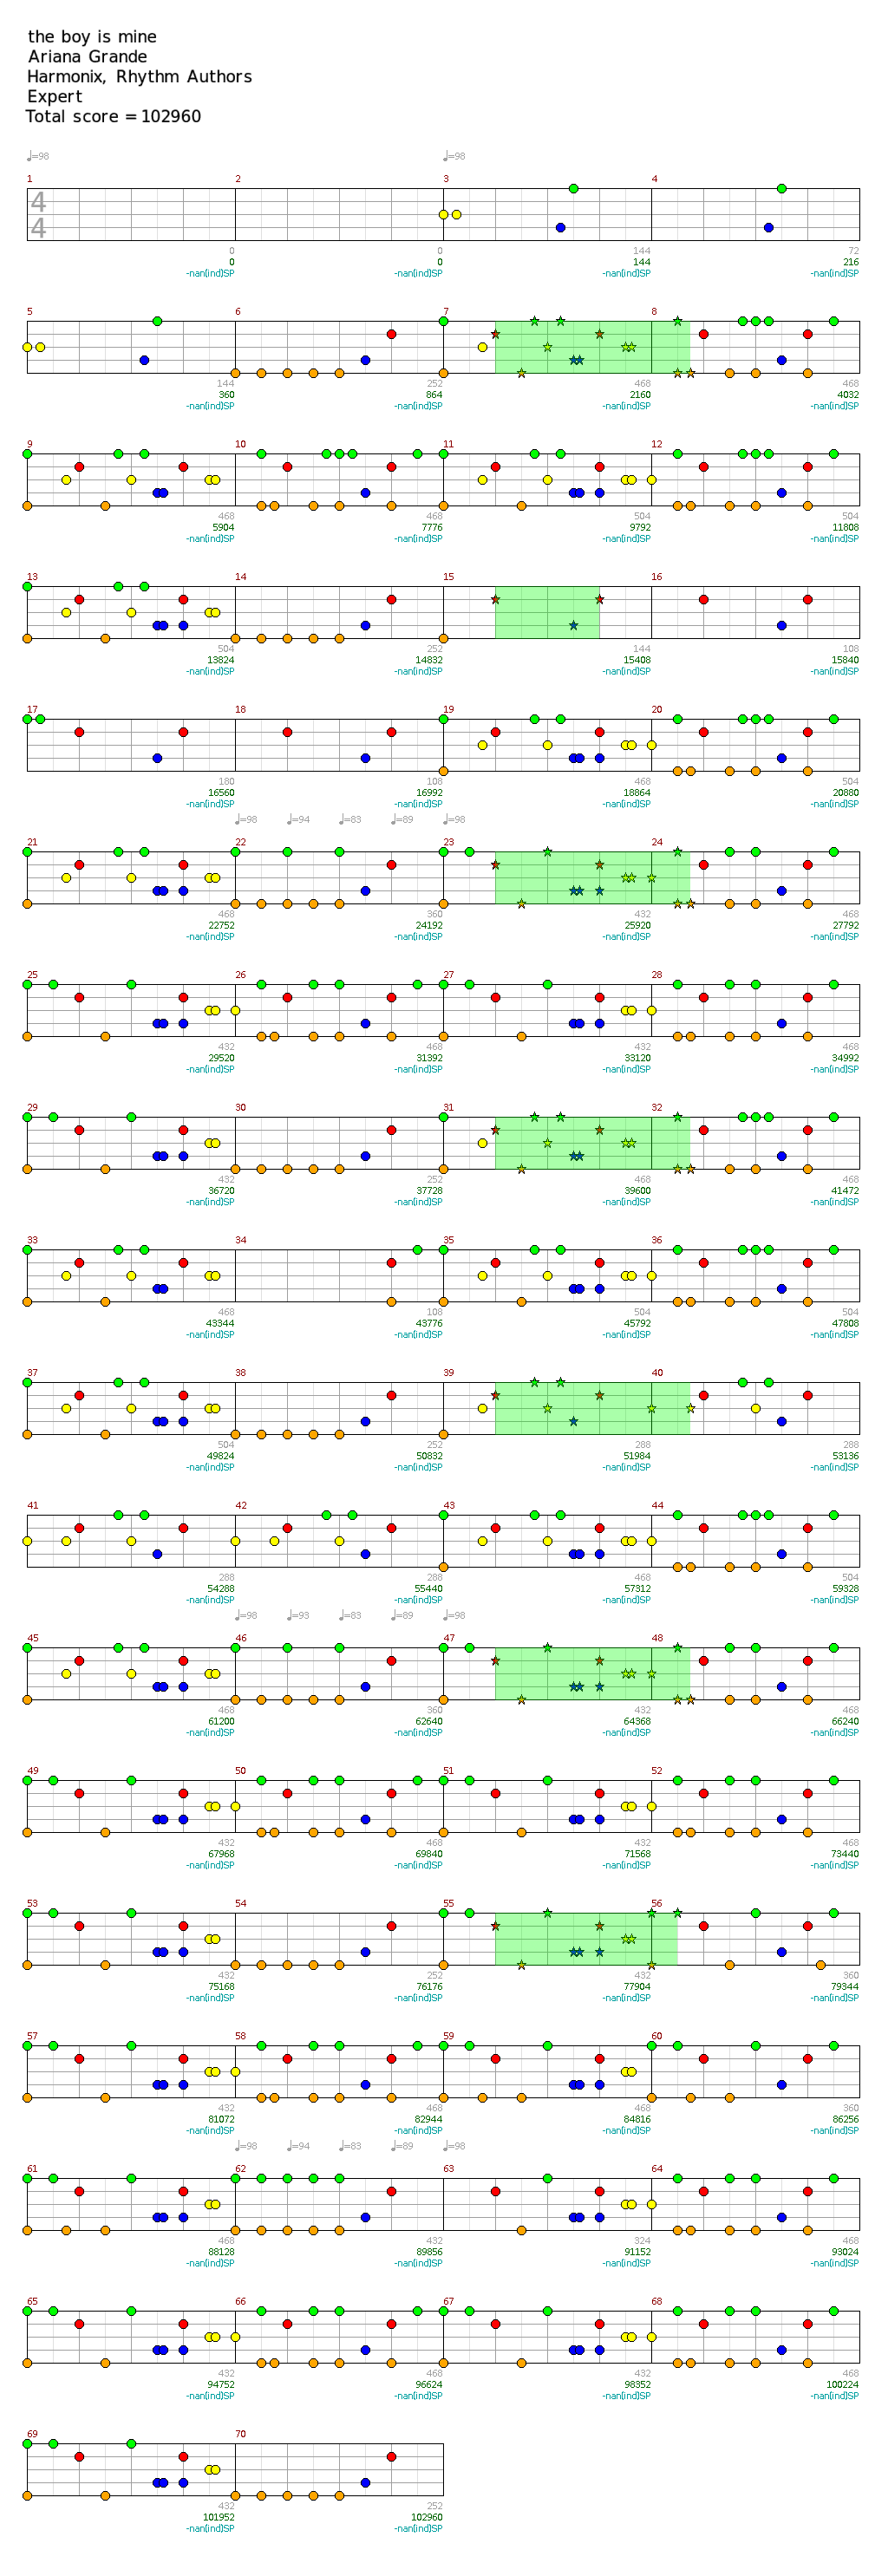 the boy is mine
Ariana Grande
Harmonix, Rhythm Authors
Expert
Total score = 102960
♩=98 ♩=98
1 2 3 4
4
4
0 0 144 72
0 0 144 216
-nan(ind)SP -nan(ind)SP -nan(ind)SP -nan(ind)SP
5 6 7 8
144 252 468 468
360 864 2160 4032
-nan(ind)SP -nan(ind)SP -nan(ind)SP -nan(ind)SP
9 10 11 12
468 468 504 504
5904 7776 9792 11808
-nan(ind)SP -nan(ind)SP -nan(ind)SP -nan(ind)SP
13 14 15 16
504 252 144 108
13824 14832 15408 15840
-nan(ind)SP -nan(ind)SP -nan(ind)SP -nan(ind)SP
17 18 19 20
180 108 468 504
16560 16992 18864 20880
-nan(ind)SP -nan(ind)SP -nan(ind)SP -nan(ind)SP
♩=98 ♩=94 ♩=83 ♩=89 ♩=98
21 22 23 24
468 360 432 468
22752 24192 25920 27792
-nan(ind)SP -nan(ind)SP -nan(ind)SP -nan(ind)SP
25 26 27 28
432 468 432 468
29520 31392 33120 34992
-nan(ind)SP -nan(ind)SP -nan(ind)SP -nan(ind)SP
29 30 31 32
432 252 468 468
36720 37728 39600 41472
-nan(ind)SP -nan(ind)SP -nan(ind)SP -nan(ind)SP
33 34 35 36
468 108 504 504
43344 43776 45792 47808
-nan(ind)SP -nan(ind)SP -nan(ind)SP -nan(ind)SP
37 38 39 40
504 252 288 288
49824 50832 51984 53136
-nan(ind)SP -nan(ind)SP -nan(ind)SP -nan(ind)SP
41 42 43 44
288 288 468 504
54288 55440 57312 59328
-nan(ind)SP -nan(ind)SP -nan(ind)SP -nan(ind)SP
♩=98 ♩=93 ♩=83 ♩=89 ♩=98
45 46 47 48
468 360 432 468
61200 62640 64368 66240
-nan(ind)SP -nan(ind)SP -nan(ind)SP -nan(ind)SP
49 50 51 52
432 468 432 468
67968 69840 71568 73440
-nan(ind)SP -nan(ind)SP -nan(ind)SP -nan(ind)SP
53 54 55 56
432 252 432 360
75168 76176 77904 79344
-nan(ind)SP -nan(ind)SP -nan(ind)SP -nan(ind)SP
57 58 59 60
432 468 468 360
81072 82944 84816 86256
-nan(ind)SP -nan(ind)SP -nan(ind)SP -nan(ind)SP
♩=98 ♩=94 ♩=83 ♩=89 ♩=98
61 62 63 64
468 432 324 468
88128 89856 91152 93024
-nan(ind)SP -nan(ind)SP -nan(ind)SP -nan(ind)SP
65 66 67 68
432 468 432 468
94752 96624 98352 100224
-nan(ind)SP -nan(ind)SP -nan(ind)SP -nan(ind)SP
69 70
432 252
101952 102960
-nan(ind)SP -nan(ind)SP